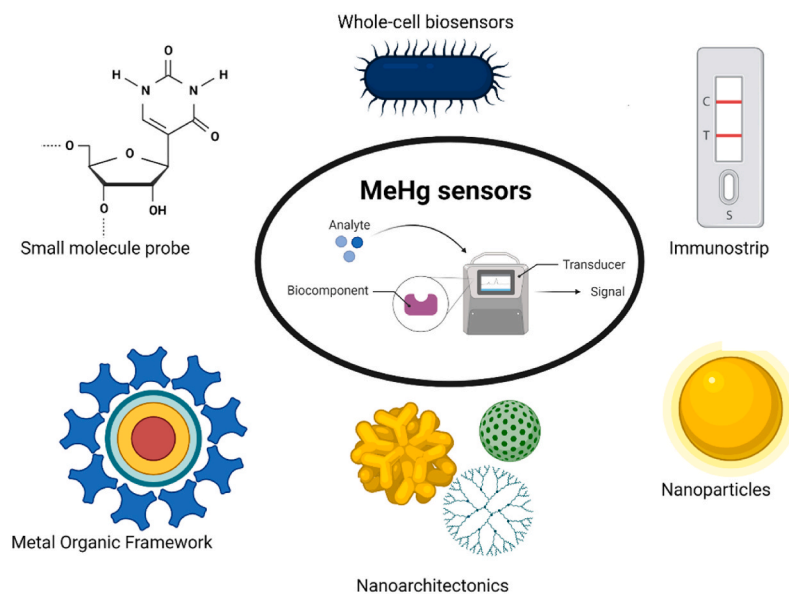 Whole-cell biosensors
O
H
N
N
H
O
O
O
O
OH
Small molecule probe
C
T
S
Immunostrip
MeHg sensors
Analyte
Transducer
Biocomponent
Signal
Metal Organic Framework
Nanoparticles
Nanoarchitectonics